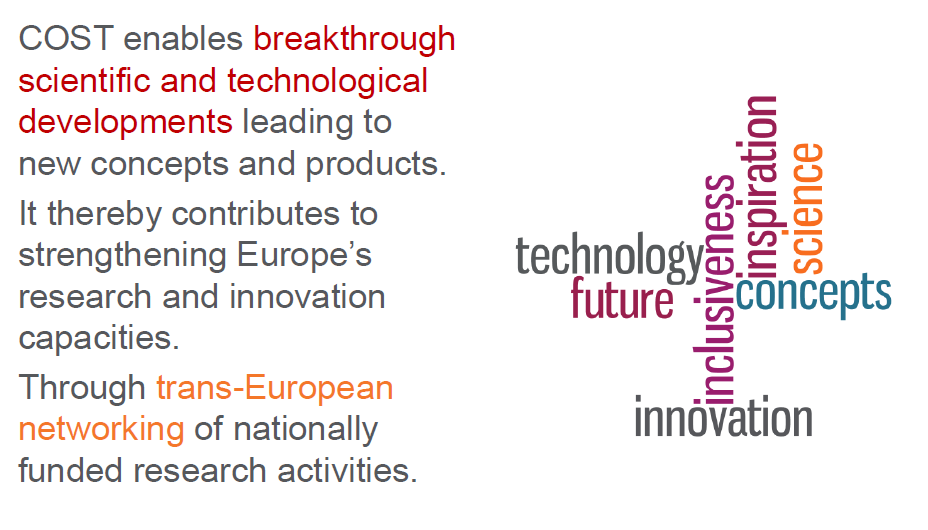 COST enables breakthrough
scientific and technological
developments leading to
new concepts and products.
It thereby contributes to
strengthening Europe’s
research and innovation
capacities.
Through trans-European
networking of nationally
funded research activities.
technology
future
inclusiveness
inspiration
science
concepts
innovation